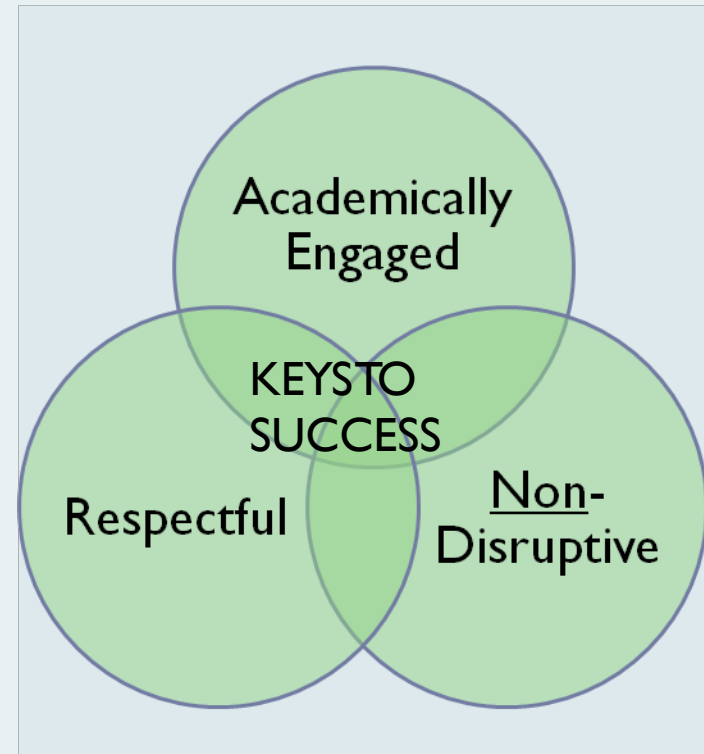 Academically
Engaged
KEYSTO
SUCCESS
Respectful
Non-
Disruptive